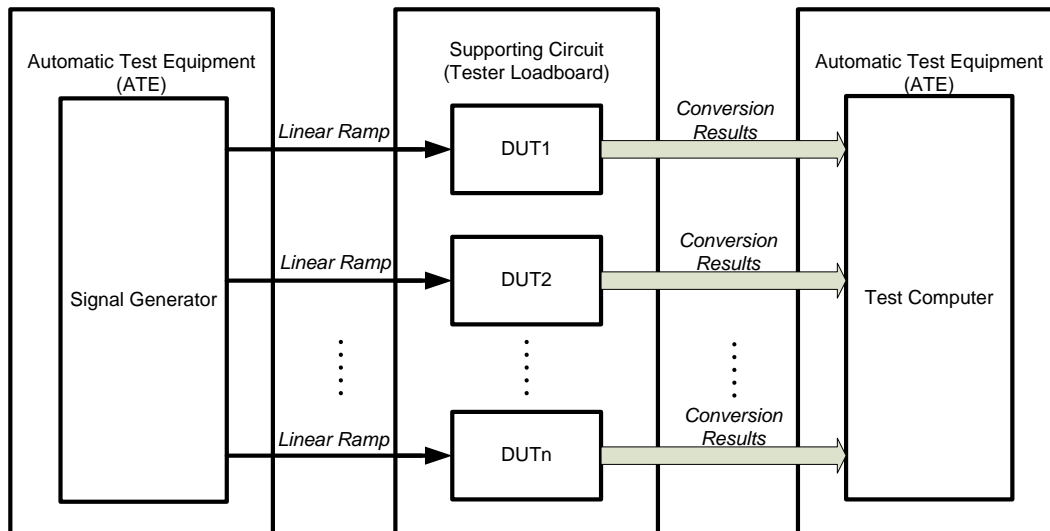 Automatic Test Equipment
(ATE)
Signal Generator
Linear Ramp
Linear Ramp
Linear Ramp
Supporting Circuit
(Tester Loadboard)
DUT1
DUT2
DUTn
Conversion
Results
Conversion
Results
Conversion
Results
Automatic Test Equipment
(ATE)
Test Computer